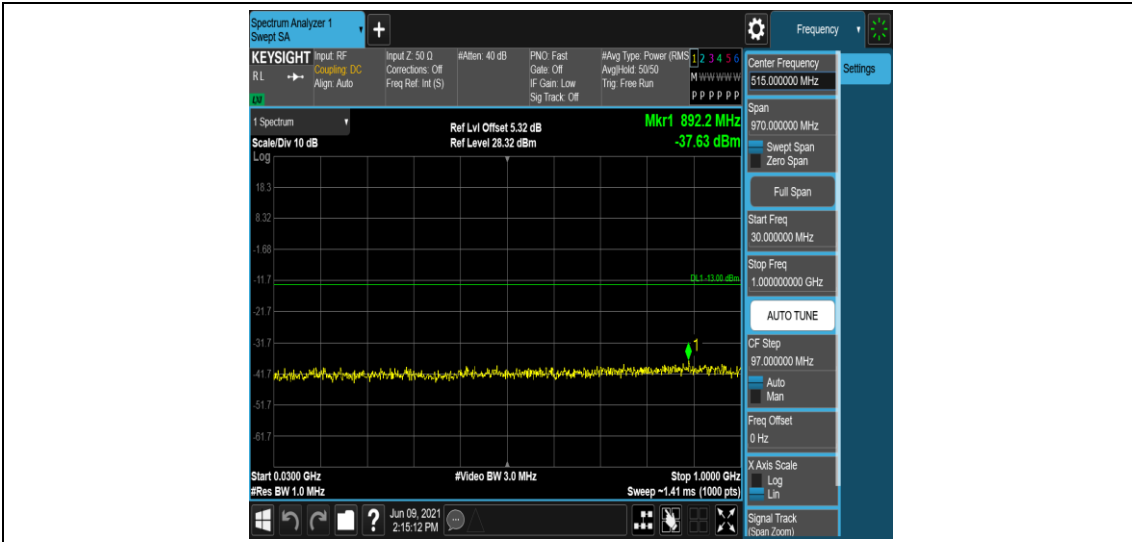 Spectrum Analyzer 1
Swept SA
+
Frequency
KEYSIGHT
RL
LXI
Input: RF
Coupling: DC
Align: Auto
Input Z: 50 Ω
Corrections: Off
Freq Ref: Int (S)
#Atten: 40 dB
PNO: Fast
Gate: Off
IF Gain: Low
Sig Track: Off
#Avg Type: Power (RMS
Avg|Hold: 50/50
Trig: Free Run
1 2 3 4 5 6
M W W W W W
P P P P P P
1 Spectrum
Scale/Div 10 dB
Log
Ref Lvl Offset 5.32 dB
Ref Level 28.32 dBm
Mkr1 892.2 MHz
-37.63 dBm
18.3
8.32
-1.68
-11.7
DL1 -13.00 dBm
-21.7
-31.7
1
-41.7
-51.7
-61.7
Start 0.0300 GHz
#Res BW 1.0 MHz
#Video BW 3.0 MHz
Stop 1.0000 GHz
Sweep ~1.41 ms (1000 pts)
Center Frequency
515.000000 MHz
Settings
Span
970.000000 MHz
Swept Span
Zero Span
Full Span
Start Freq
30.000000 MHz
Stop Freq
1.000000000 GHz
AUTO TUNE
CF Step
97.000000 MHz
Auto
Man
Freq Offset
0 Hz
X Axis Scale
Log
Lin
Signal Track
(Span Zoom)
?
Jun 09, 2021
2:15:12 PM